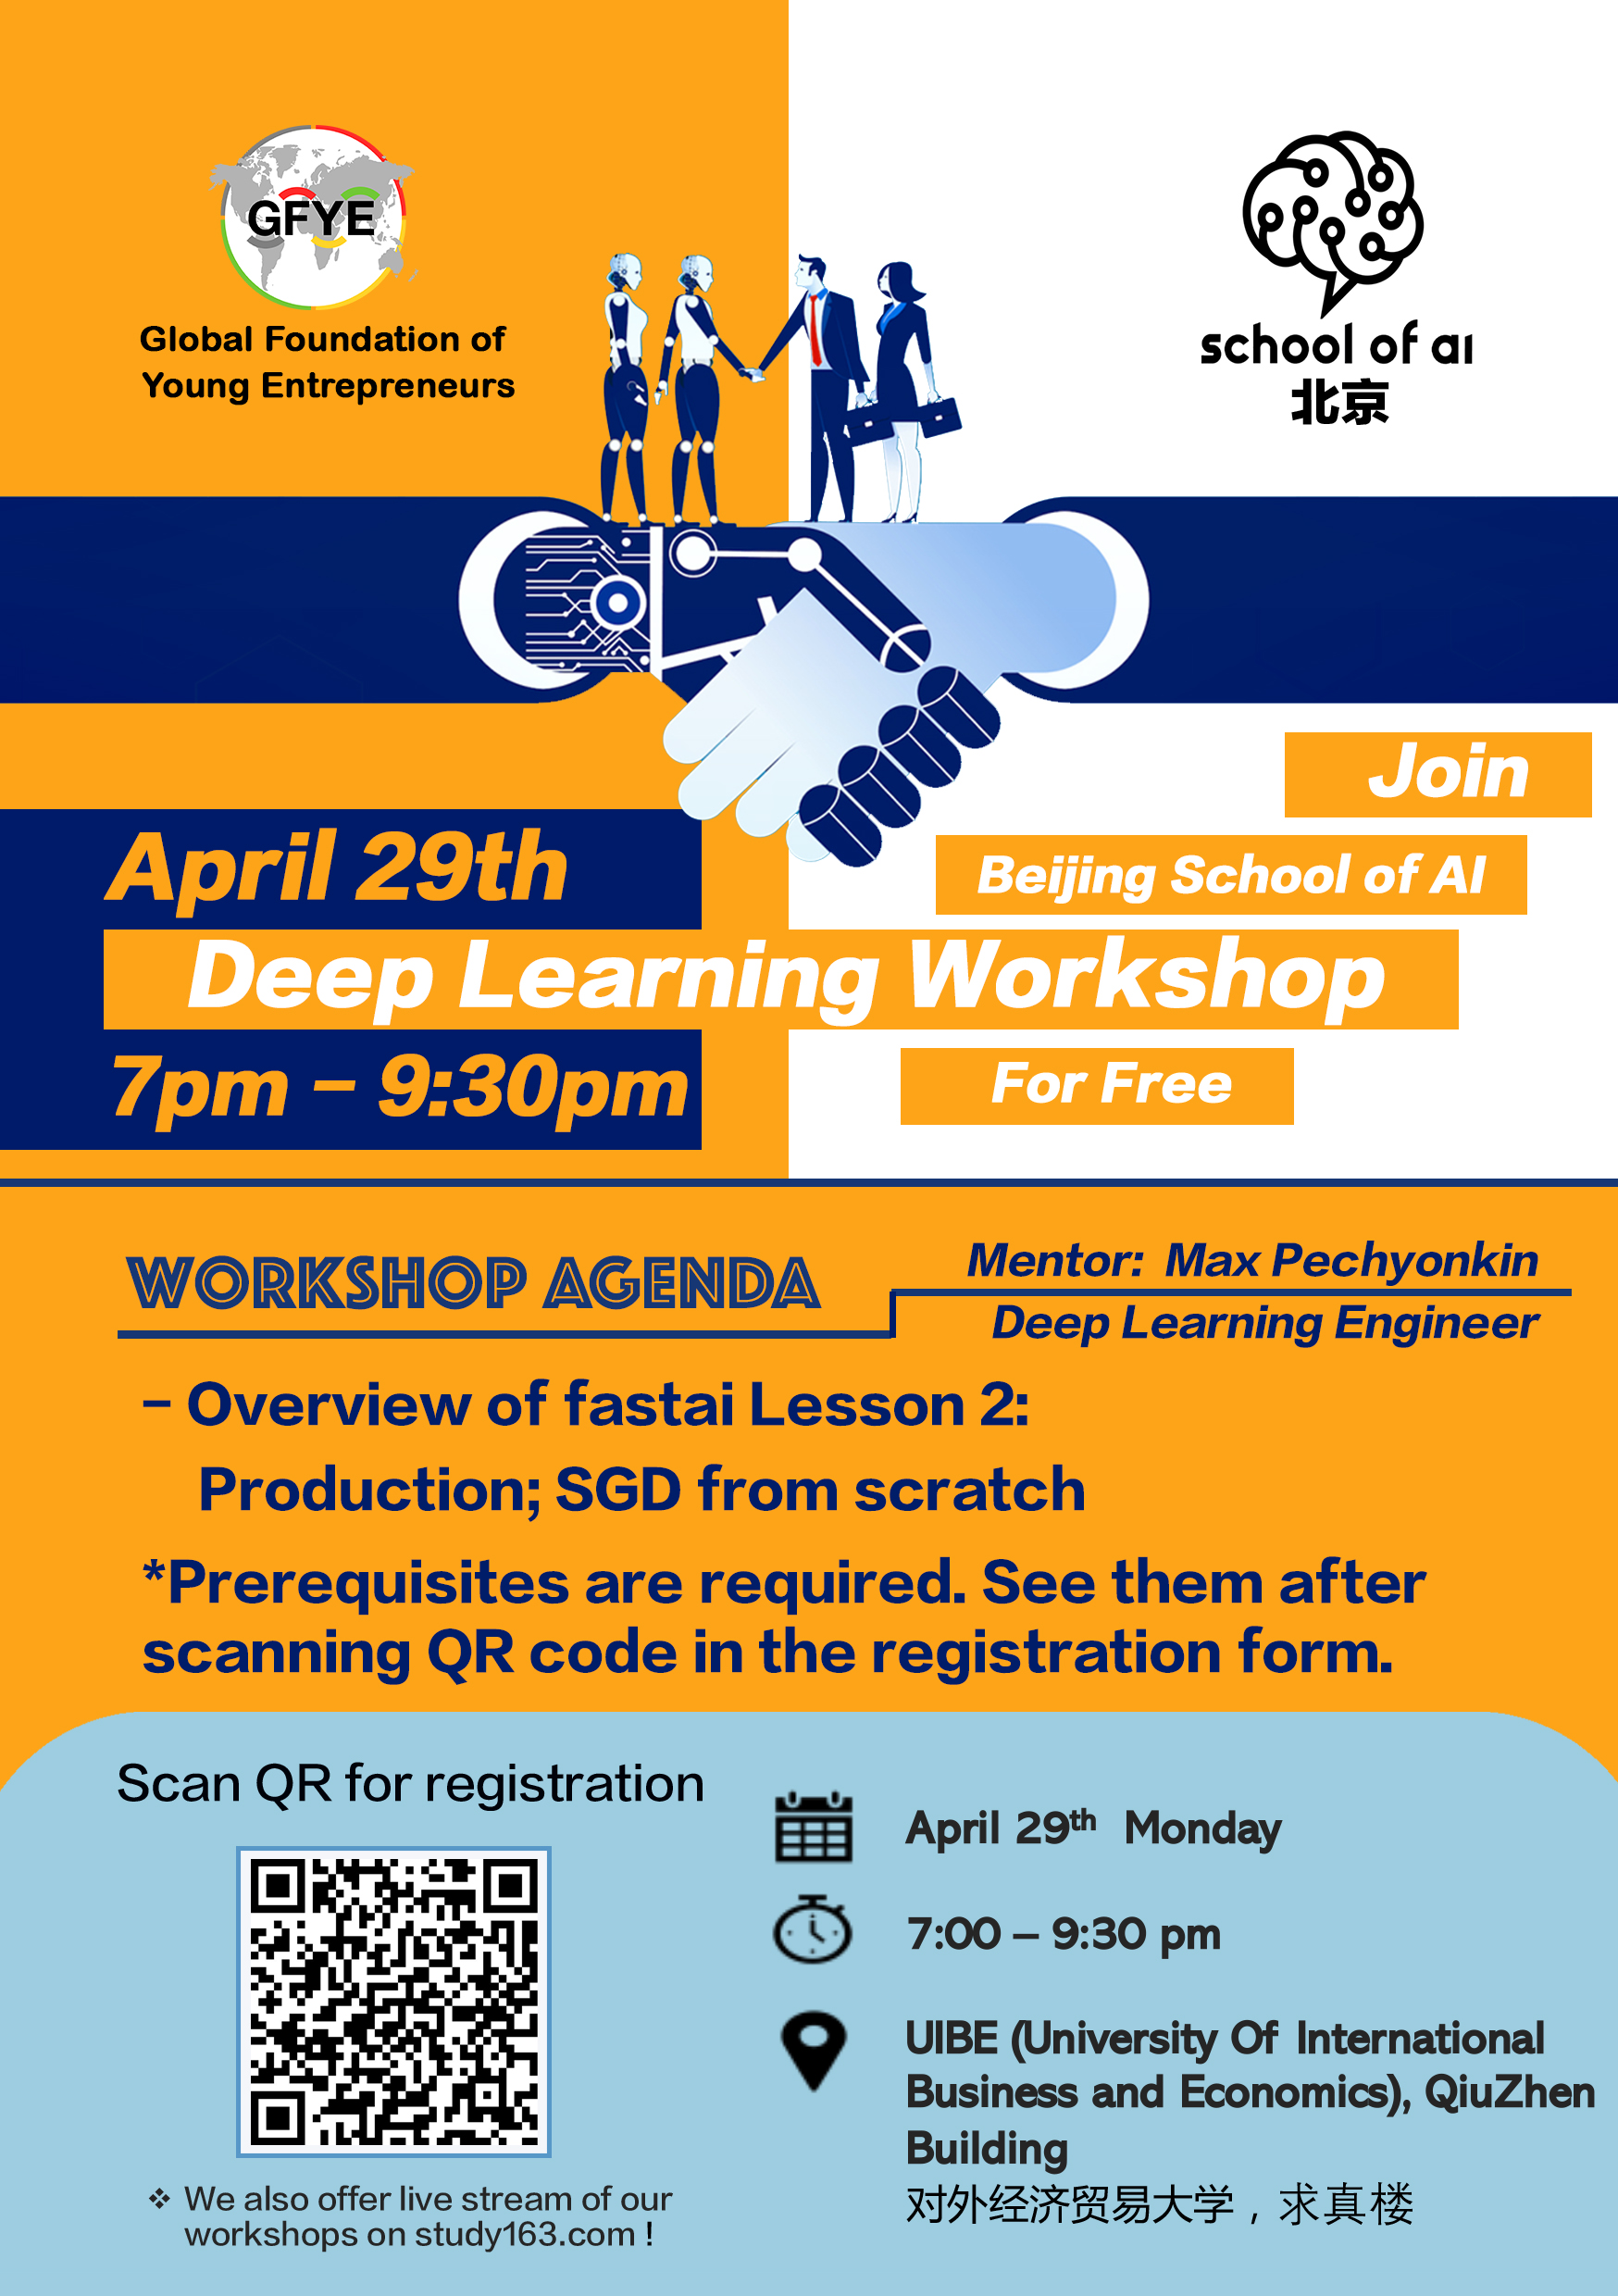 GFYE
Global Foundation of
Young Entrepreneurs
school of ai
北京
Join
Beijing School of AI
April 29th
Deep Learning Workshop
7pm – 9:30pm
For Free
WORKSHOP AGENDA
Mentor: Max Pechyonkin
Deep Learning Engineer
– Overview of fastai Lesson 2:
Production; SGD from scratch
*Prerequisites are required. See them after
scanning QR code in the registration form.
Scan QR for registration
❖ We also offer live stream of our
workshops on study163.com !
April 29th Monday
7:00 – 9:30 pm
UIBE (University Of International
Business and Economics), QiuZhen
Building
对外经济贸易大学，求真楼